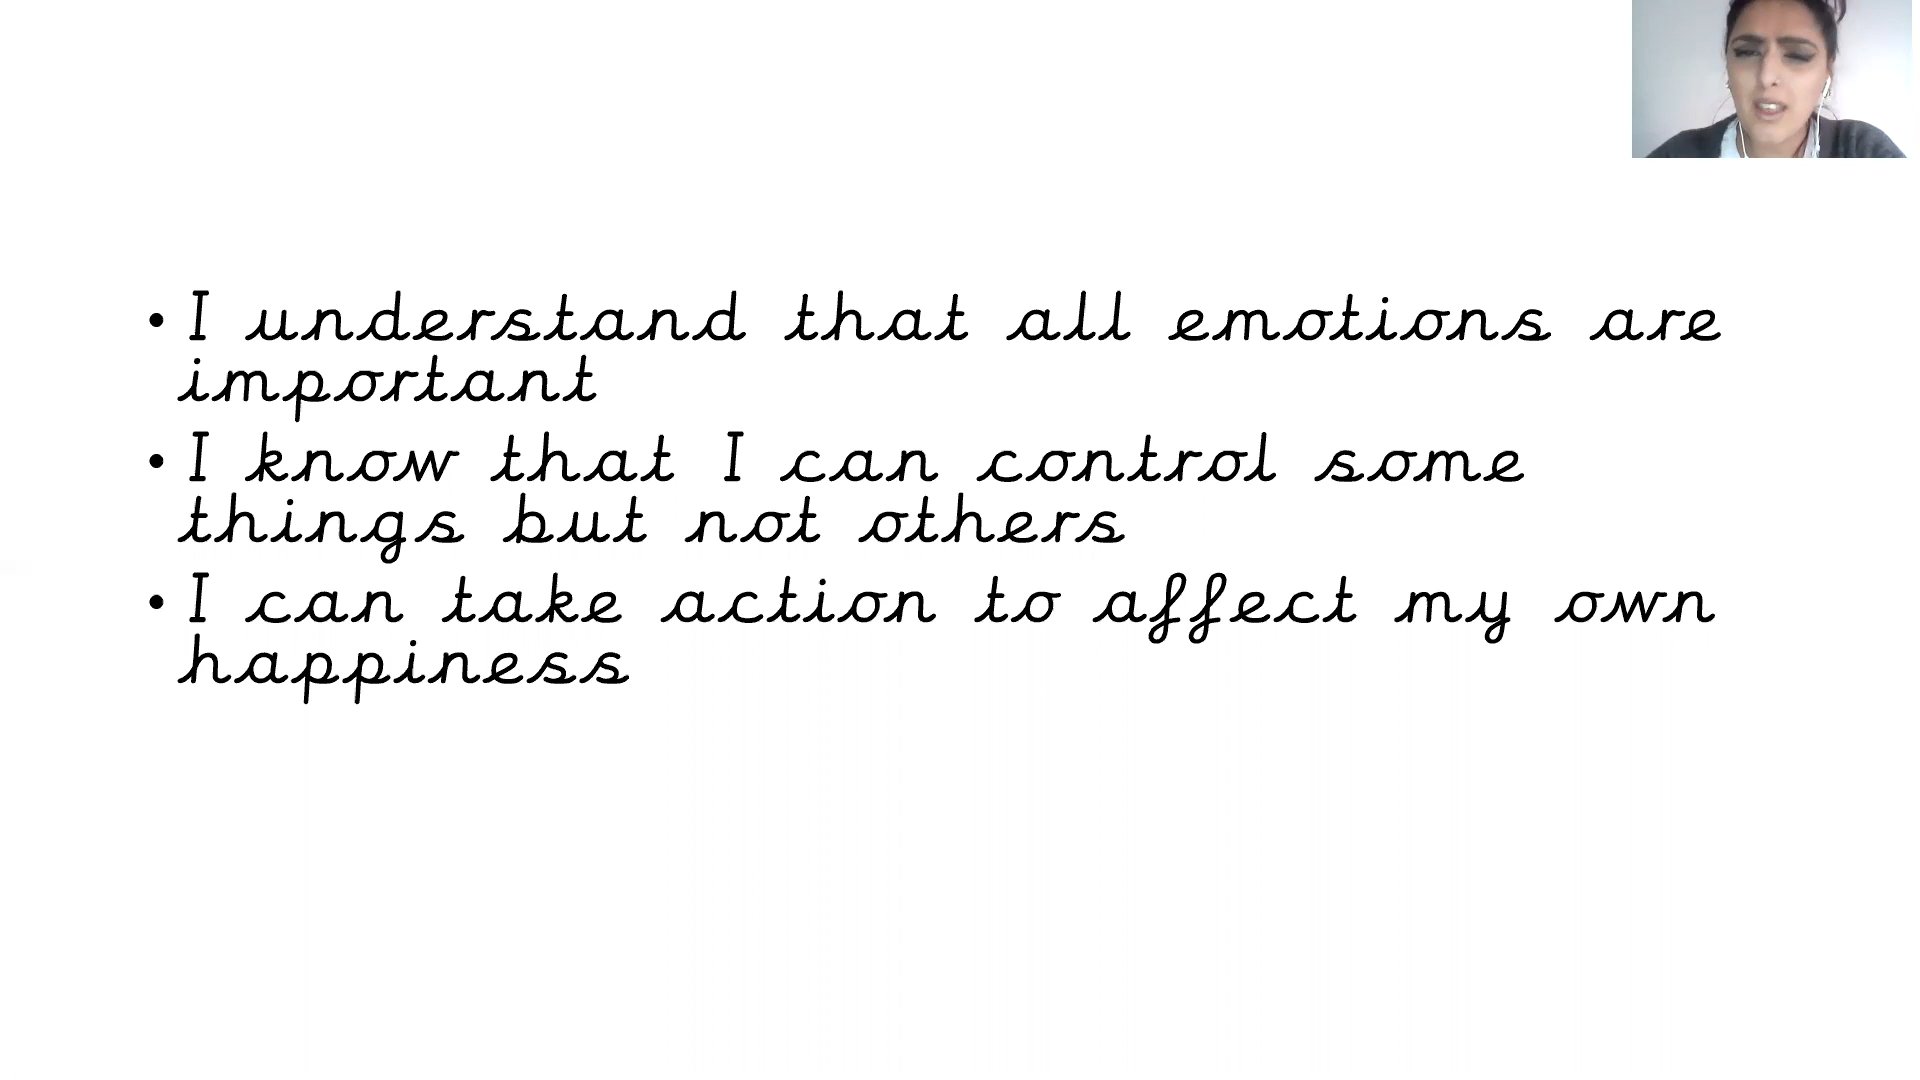 • I understand that all emotions are
important
• I know that I can control some
things but not others
• I can take action to affect my own
happiness